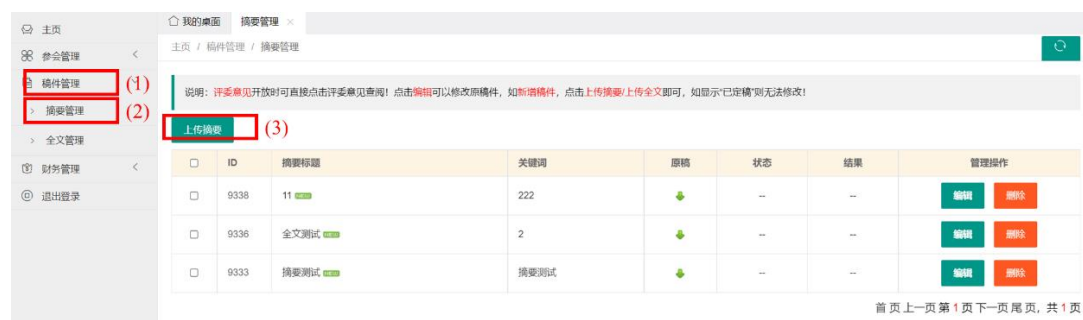 主页
参会管理
稿件管理 (1)
摘要管理 (2)
全文管理
财务管理
退出登录
我的桌面 摘要管理 ×
主页 / 稿件管理 / 摘要管理
说明：评委意见开放时可直接点击评委意见查阅！点击编辑可以修改原稿件，如新增稿件，点击上传摘要/上传全文即可，如显示“已定稿”则无法修改！
上传摘要 (3)
ID 摘要标题 关键词 原稿 状态 结果 管理操作
9338 11 222 -- -- 编辑 删除
9336 全文测试 2 -- -- 编辑 删除
9333 摘要测试 摘要测试 -- -- 编辑 删除
首页上一页第1页下一页尾页, 共1页